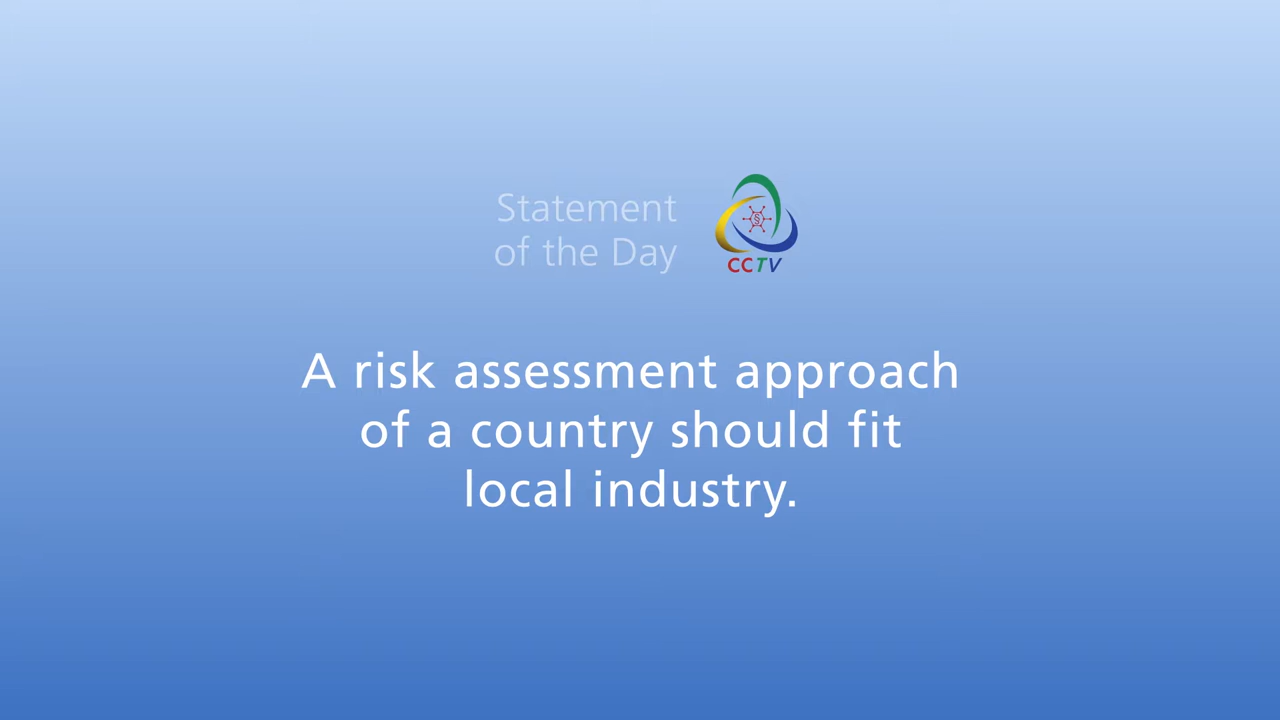 Statement
of the Day
CCTV
A risk assessment approach
of a country should fit
local industry.